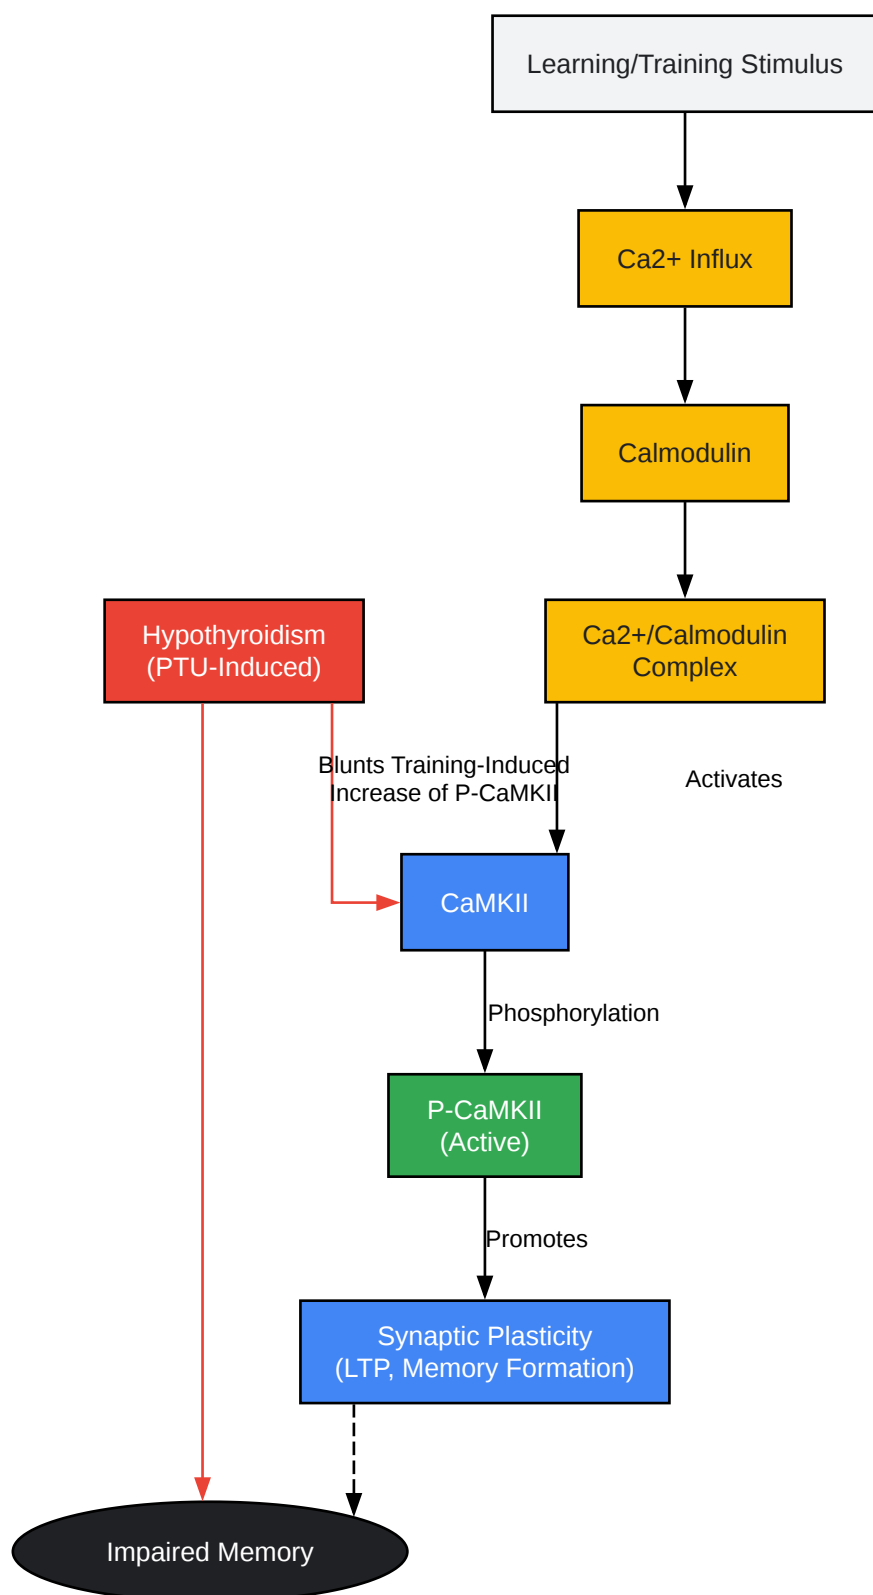 Learning/Training Stimulus
Ca2+ Influx
Calmodulin
Hypothyroidism
(PTU-Induced)
Ca2+/Calmodulin
Complex
Blunts Training-Induced
Increase of P-CaMKII
Activates
CaMKII
Phosphorylation
P-CaMKII
(Active)
Promotes
Synaptic Plasticity
(LTP, Memory Formation)
Impaired Memory